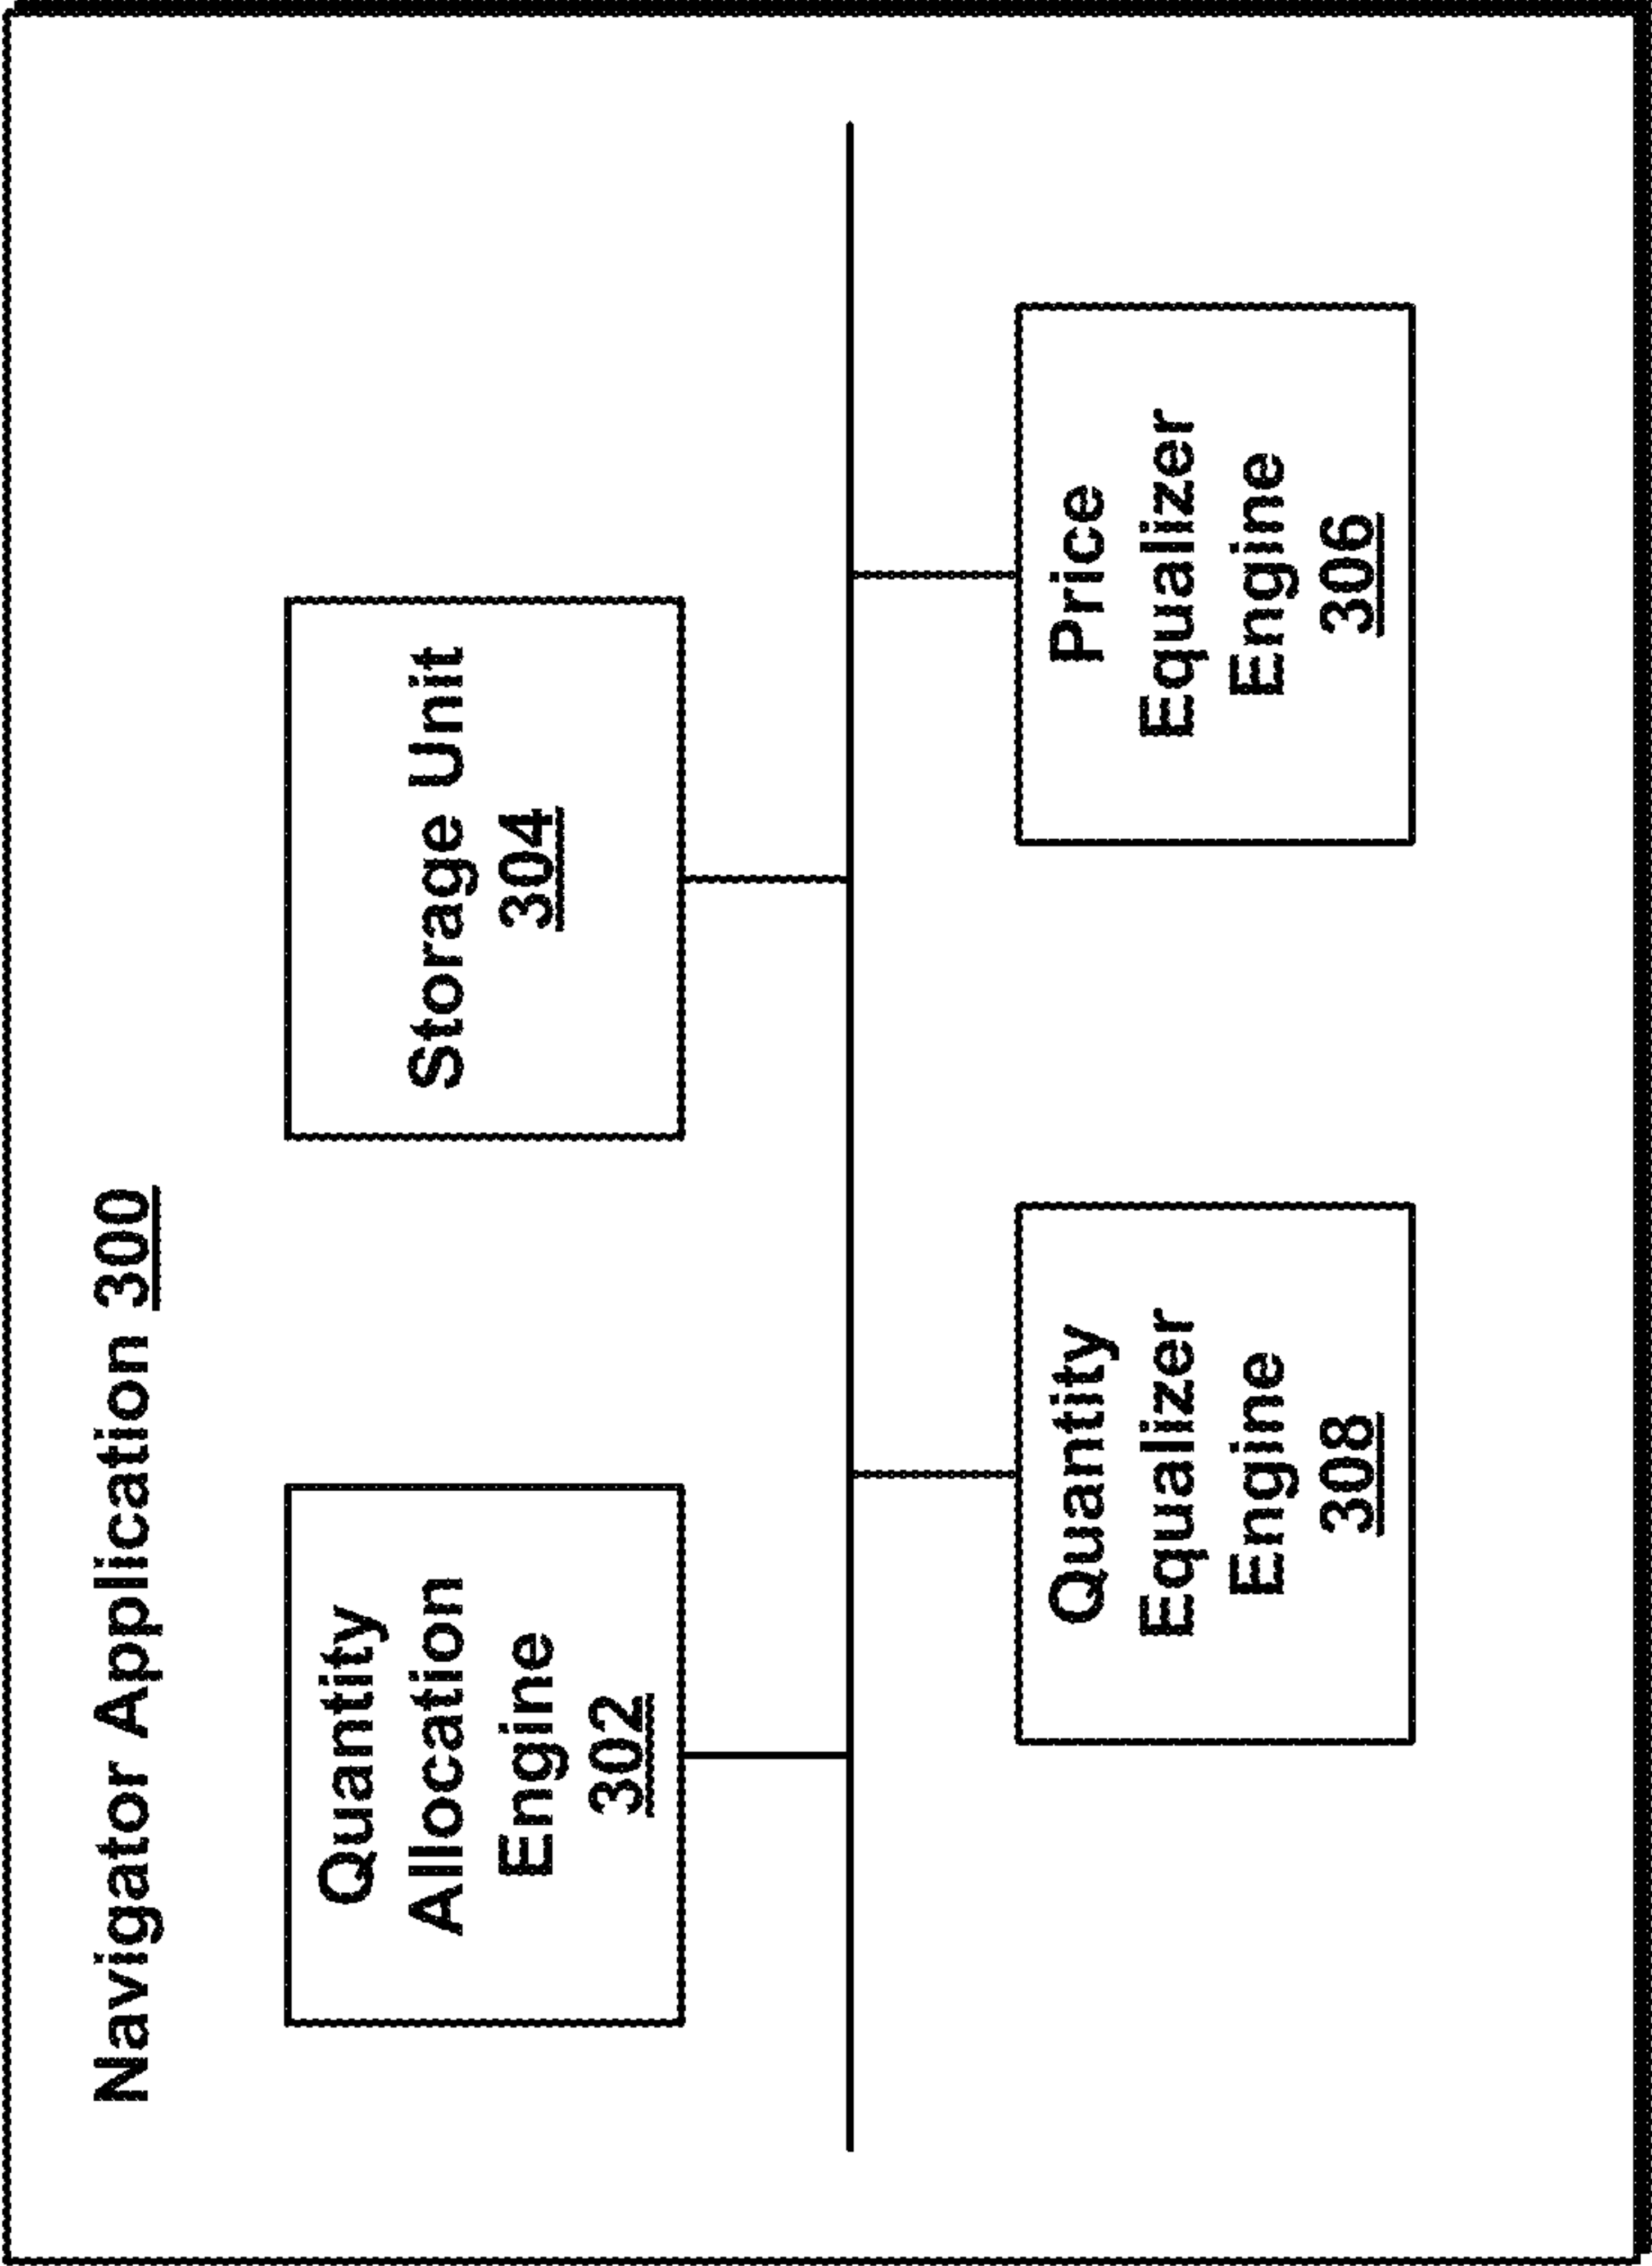 Navigator Application 300
Quantity
Allocation
Engine
302
Storage Unit
304
Quantity
Equalizer
Engine
308
Price
Equalizer
Engine
306